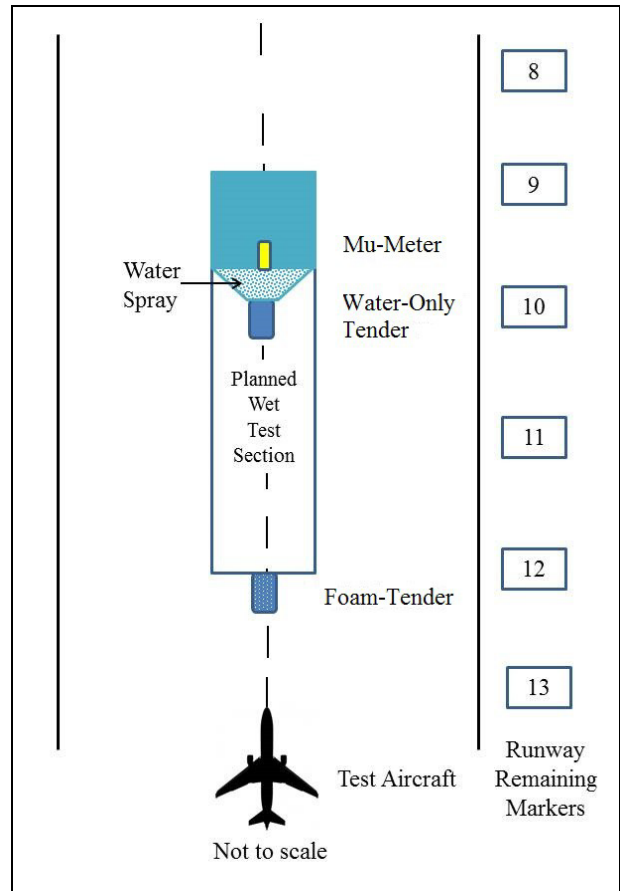 8
9
Mu-Meter
Water
Spray
Water-Only
Tender
10
Planned
Wet
Test
Section
11
12
Foam-Tender
13
Test Aircraft
Runway
Remaining
Markers
Not to scale